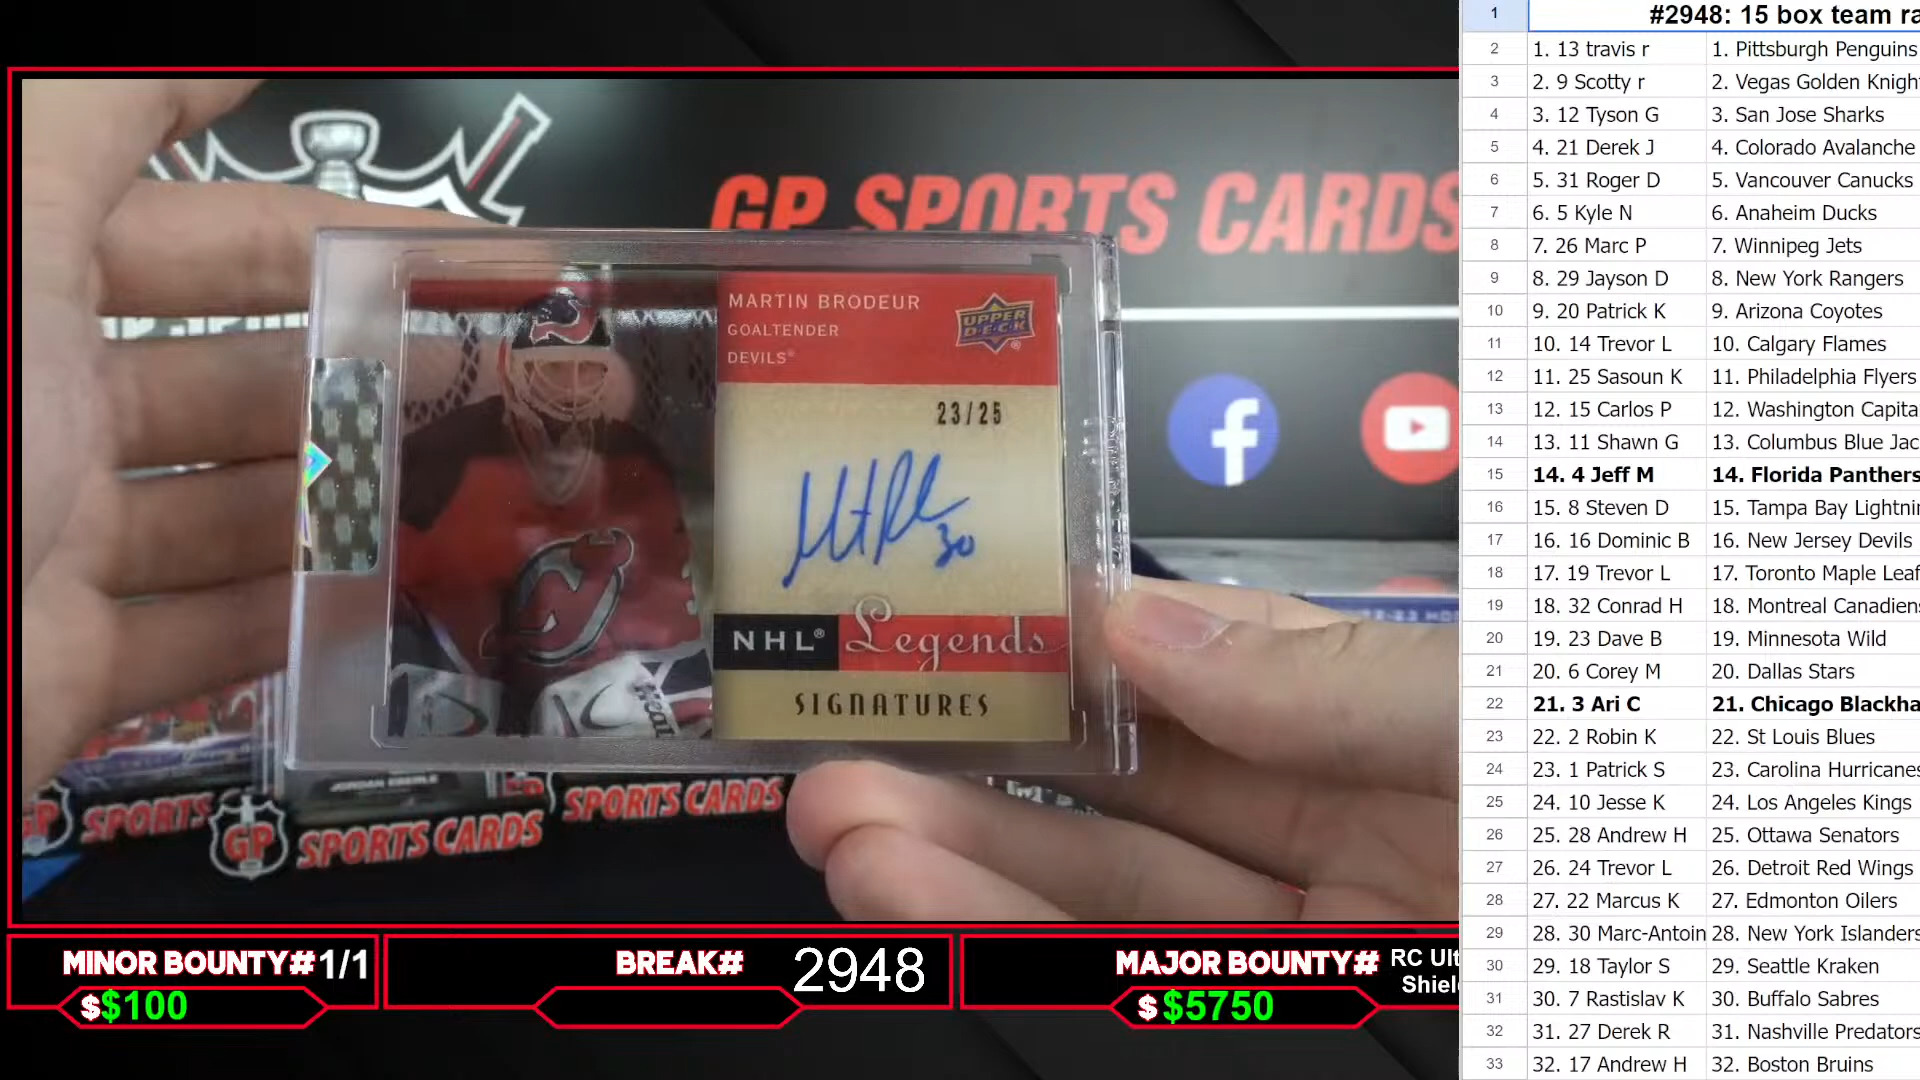 GP SPORTS CARDS
MARTIN BRODEUR
GOALTENDER
DEVILS®
UPPER
DECK
®
23/25
30
NHL® Legends
SIGNATURES
JORDAN EBERLE
GP SPORTS
GP SPORTS CARDS
SPORTS CARDS
MINOR BOUNTY# 1/1
$$100
BREAK# 2948
MAJOR BOUNTY# RC Ult
Shiel
$ $5750
1 #2948: 15 box team ra
2 1. 13 travis r 1. Pittsburgh Penguins
3 2. 9 Scotty r 2. Vegas Golden Knigh
4 3. 12 Tyson G 3. San Jose Sharks
5 4. 21 Derek J 4. Colorado Avalanche
6 5. 31 Roger D 5. Vancouver Canucks
7 6. 5 Kyle N 6. Anaheim Ducks
8 7. 26 Marc P 7. Winnipeg Jets
9 8. 29 Jayson D 8. New York Rangers
10 9. 20 Patrick K 9. Arizona Coyotes
11 10. 14 Trevor L 10. Calgary Flames
12 11. 25 Sasoun K 11. Philadelphia Flyers
13 12. 15 Carlos P 12. Washington Capita
14 13. 11 Shawn G 13. Columbus Blue Jac
15 14. 4 Jeff M 14. Florida Panthers
16 15. 8 Steven D 15. Tampa Bay Lightni
17 16. 16 Dominic B 16. New Jersey Devils
18 17. 19 Trevor L 17. Toronto Maple Leaf
19 18. 32 Conrad H 18. Montreal Canadiens
20 19. 23 Dave B 19. Minnesota Wild
21 20. 6 Corey M 20. Dallas Stars
22 21. 3 Ari C 21. Chicago Blackha
23 22. 2 Robin K 22. St Louis Blues
24 23. 1 Patrick S 23. Carolina Hurricanes
25 24. 10 Jesse K 24. Los Angeles Kings
26 25. 28 Andrew H 25. Ottawa Senators
27 26. 24 Trevor L 26. Detroit Red Wings
28 27. 22 Marcus K 27. Edmonton Oilers
29 28. 30 Marc-Antoin 28. New York Islanders
30 29. 18 Taylor S 29. Seattle Kraken
31 30. 7 Rastislav K 30. Buffalo Sabres
32 31. 27 Derek R 31. Nashville Predators
33 32. 17 Andrew H 32. Boston Bruins